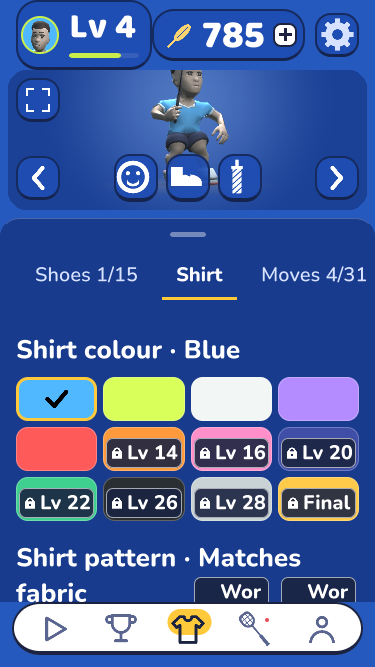 Lv 4
785
Shoes 1/15
Shirt
Moves 4/31
Shirt colour · Blue
Lv 14
Lv 16
Lv 20
Lv 22
Lv 26
Lv 28
Final
Shirt pattern · Matches
fabric
Wor
Wor